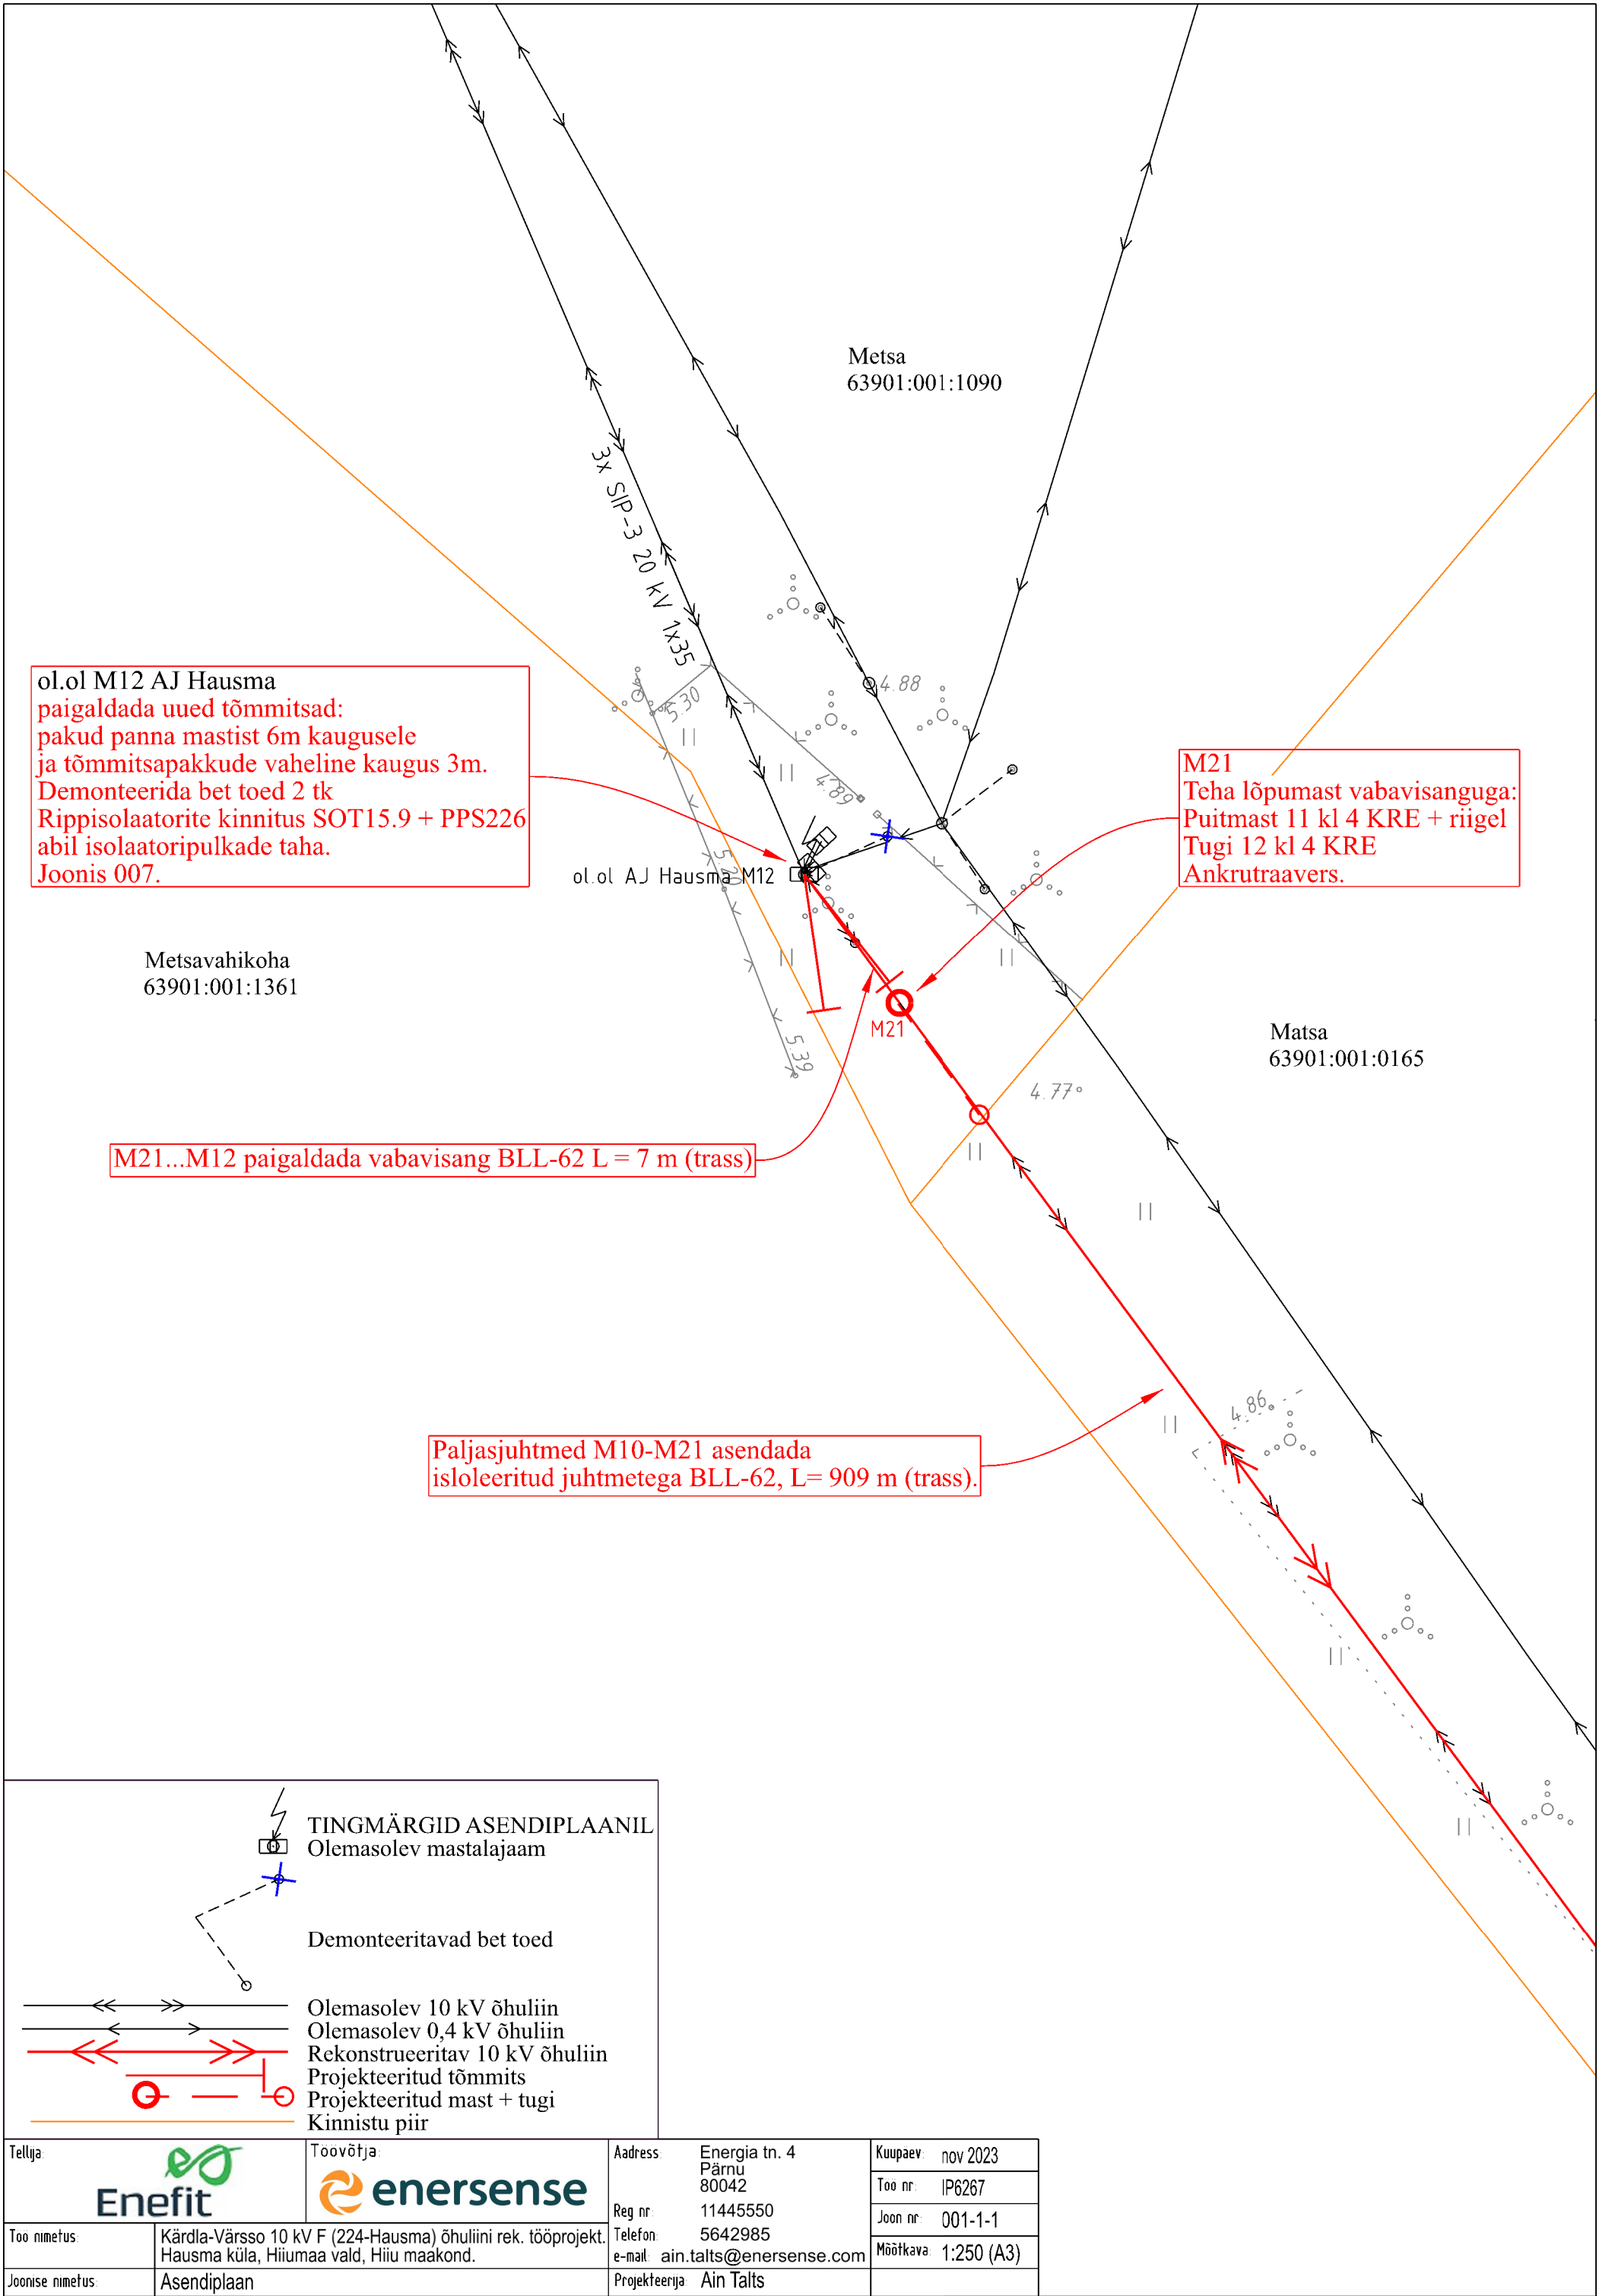 Metsa
63901:001:1090
3x SIP-3 20 kV 1x35
ol.ol M12 AJ Hausma
paigaldada uued tõmmitsad:
pakud panna mastist 6m kaugusele
ja tõmmitsapakkude vaheline kaugus 3m.
Demonteerida bet toed 2 tk
Rippisolaatorite kinnitus SOT15.9 + PPS226
abil isolaatoripulkade taha.
Joonis 007.
5.30
4.88
4.89
M21
Teha lõpumast vabavisanguga:
Puitmast 11 kl 4 KRE + riigel
Tugi 12 kl 4 KRE
Ankrutraavers.
ol.ol AJ Hausma M12
5.20
Metsavahikoha
63901:001:1361
M21
5.39
Matsa
63901:001:0165
4.77
M21...M12 paigaldada vabavisang BLL-62 L = 7 m (trass)
4.86
Paljasjuhtmed M10-M21 asendada
isloleeritud juhtmetega BLL-62, L= 909 m (trass).
TINGMÄRGID ASENDIPLAANIL
Olemasolev mastalajaam
Demonteeritavad bet toed
Olemasolev 10 kV õhuliin
Olemasolev 0,4 kV õhuliin
Rekonstrueeritav 10 kV õhuliin
Projekteeritud tõmmits
Projekteeritud mast + tugi
Kinnistu piir
Tellija:
Enefit
Töövõtja:
enersense
Aadress: Energia tn. 4
Pärnu
80042
Reg nr: 11445550
Telefon: 5642985
e-mail: ain.talts@enersense.com
Projekteerija: Ain Talts
Kuupäev: nov 2023
Töö nr: IP6267
Joon nr: 001-1-1
Mõõtkava: 1:250 (A3)
Töö nimetus: Kärdla-Värsso 10 kV F (224-Hausma) õhuliini rek. tööprojekt.
Hausma küla, Hiiumaa vald, Hiiu maakond.
Joonise nimetus: Asendiplaan